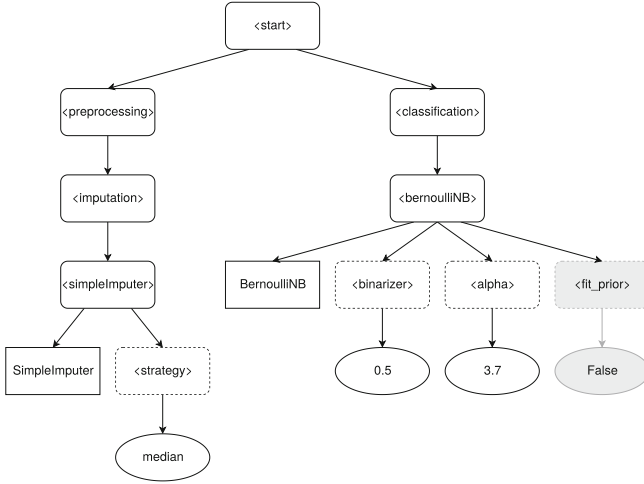 <start>
<preprocessing>
<classification>
<imputation>
<bernoulliNB>
<simpleImputer>
BernoulliNB
<binarizer>
<alpha>
<fit_prior>
SimpleImputer
<strategy>
0.5
3.7
False
median